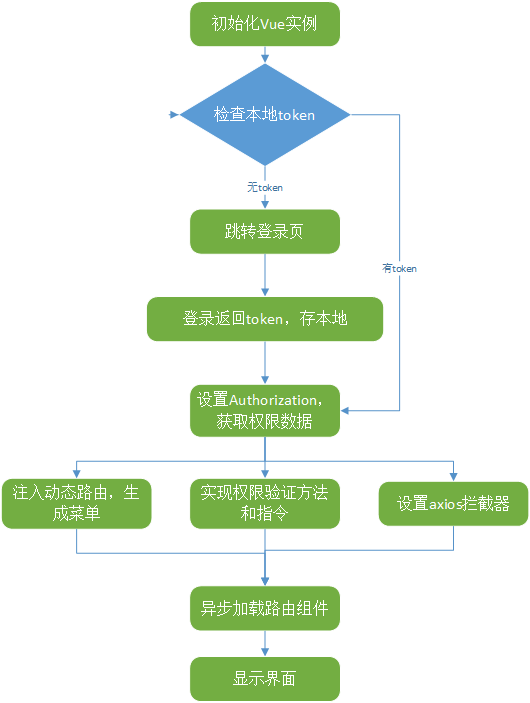 初始化Vue实例
检查本地token
无token
跳转登录页
有token
登录返回token，存本地
设置Authorization，
获取权限数据
注入动态路由，生
成菜单
实现权限验证方法
和指令
设置axios拦截器
异步加载路由组件
显示界面